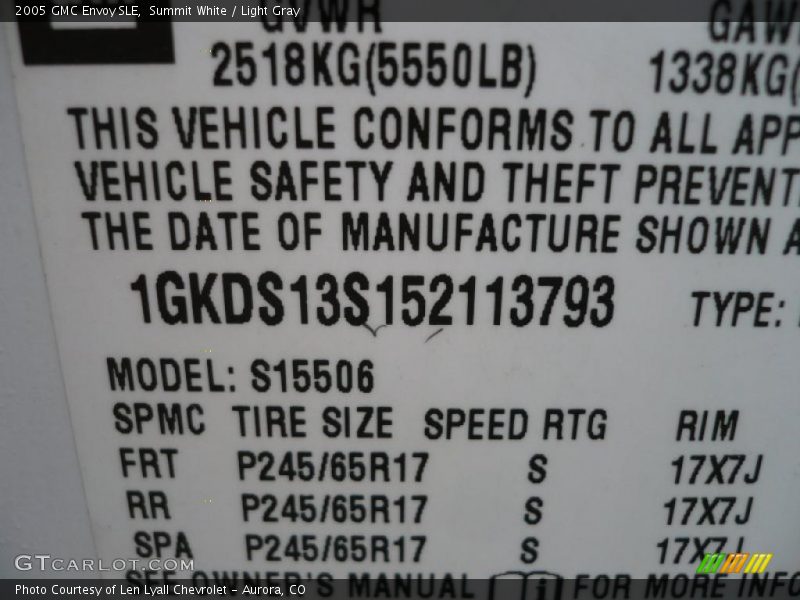 2005 GMC Envoy SLE, Summit White / Light Gray
GVWR GAW
2518KG(5550LB) 1338KG(
THIS VEHICLE CONFORMS TO ALL APP
VEHICLE SAFETY AND THEFT PREVENT
THE DATE OF MANUFACTURE SHOWN A
1GKDS13S152113793 TYPE:
MODEL: S15506
SPMC TIRE SIZE SPEED RTG RIM
FRT P245/65R17 S 17X7J
RR P245/65R17 S 17X7J
SPA P245/65R17 S 17X7J
SEE OWNER'S MANUAL FOR MORE INFO
GTCARLOT.COM
Photo Courtesy of Len Lyall Chevrolet - Aurora, CO